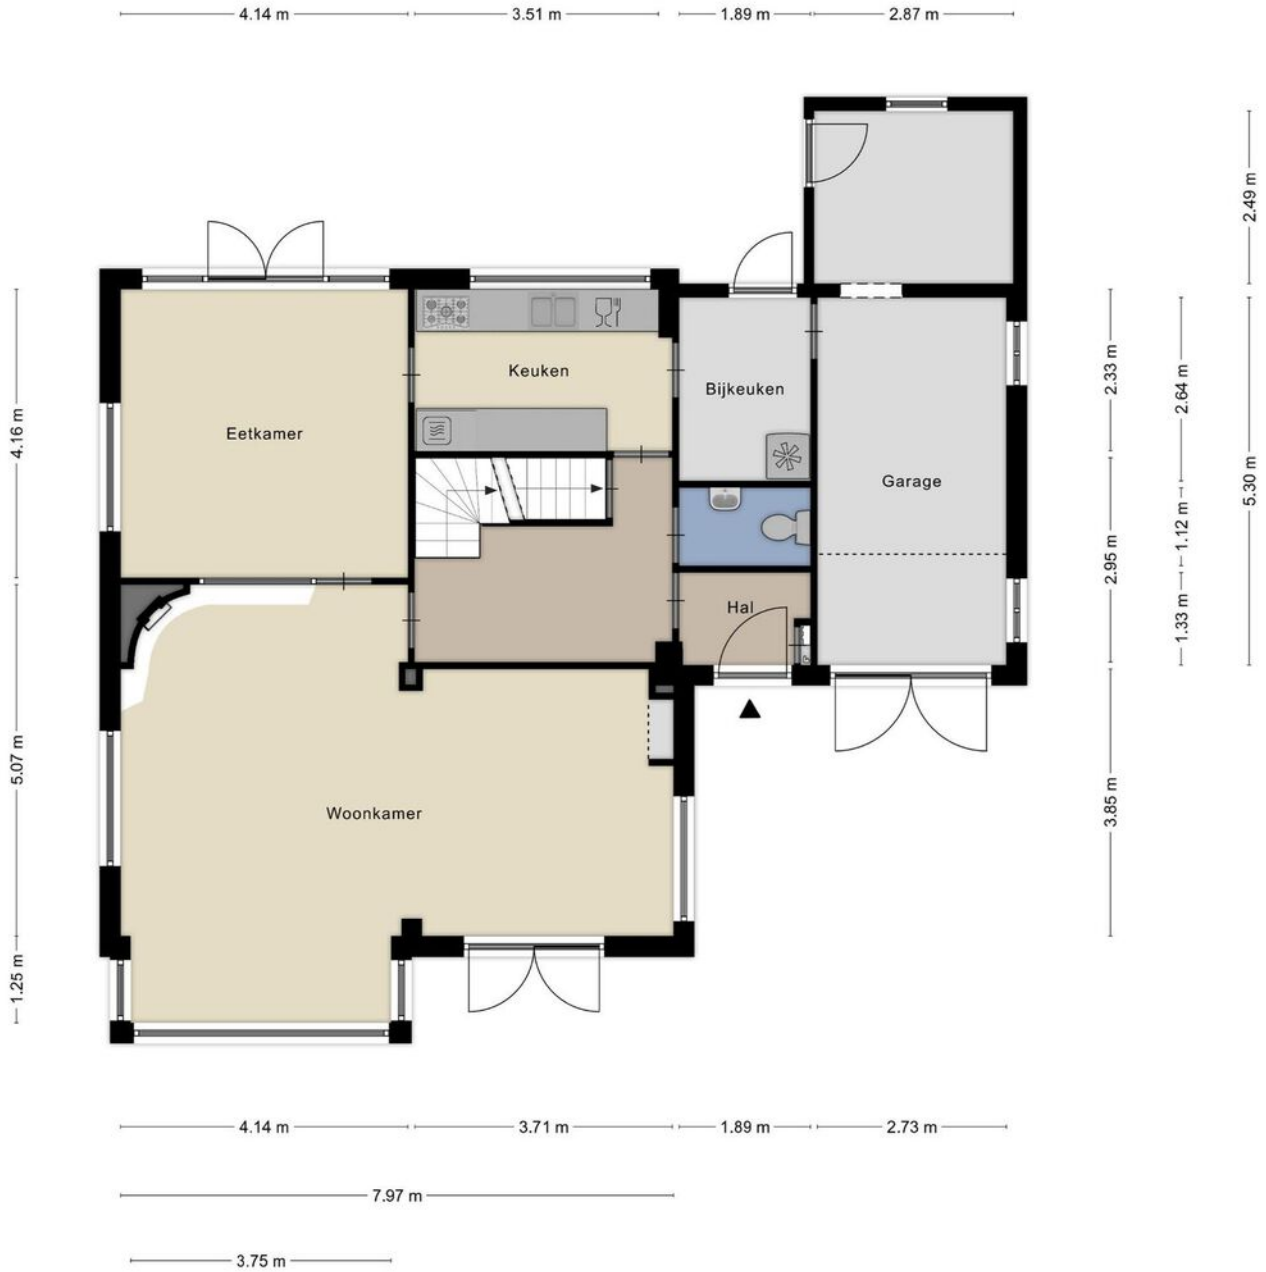 4.14 m
3.51 m
1.89 m
2.87 m
2.49 m
Keuken
Bijkeuken
Eetkamer
Garage
Hal
Woonkamer
4.16 m
5.07 m
1.25 m
2.33 m
2.95 m
3.85 m
2.64 m
1.12 m
1.33 m
5.30 m
4.14 m
3.71 m
1.89 m
2.73 m
7.97 m
3.75 m